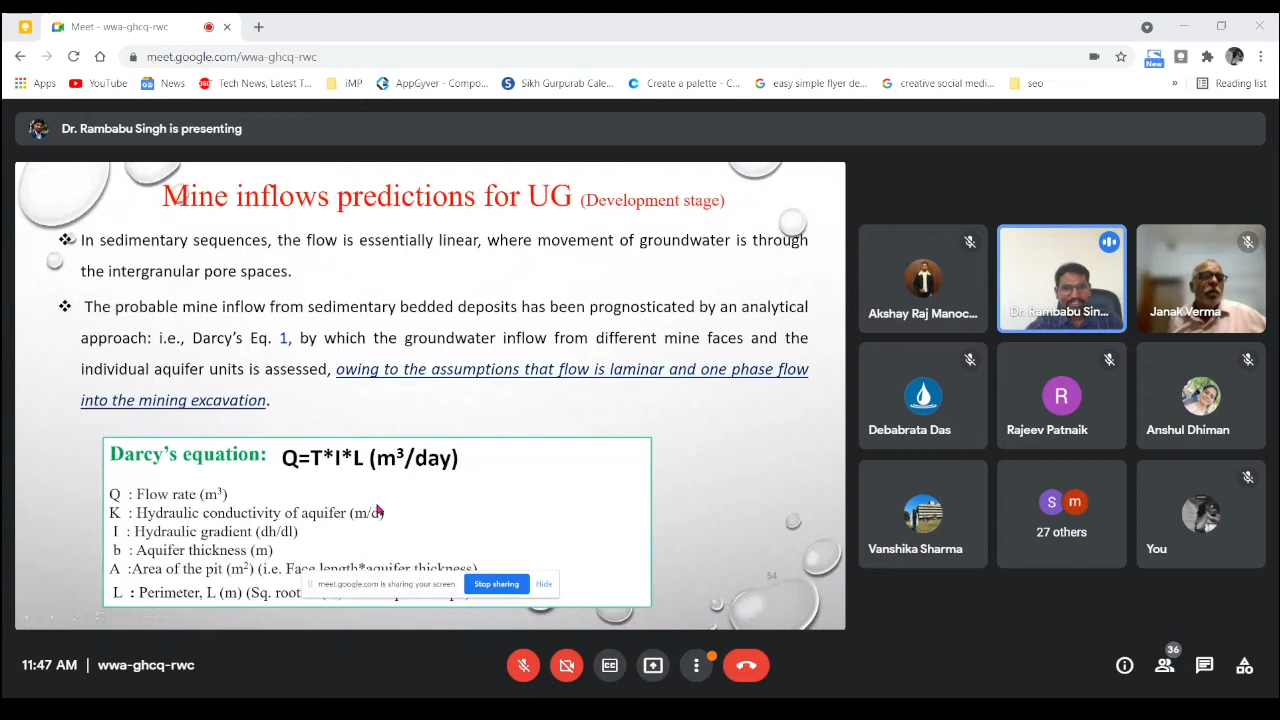 Meet - wwa-ghcq-rwc
meet.google.com/wwa-ghcq-rwc
New
Apps YouTube News Tech News, Latest T... iMP AppGyver - Compo... Sikh Gurpurab Cale... Create a palette - C... easy simple flyer de... creative social medi... seo » Reading list
Dr. Rambabu Singh is presenting
Mine inflows predictions for UG (Development stage)
In sedimentary sequences, the flow is essentially linear, where movement of groundwater is through
the intergranular pore spaces.
The probable mine inflow from sedimentary bedded deposits has been prognosticated by an analytical
approach: i.e., Darcy's Eq. 1, by which the groundwater inflow from different mine faces and the
individual aquifer units is assessed, owing to the assumptions that flow is laminar and one phase flow
into the mining excavation.
Darcy's equation: Q=T*I*L (m³/day)
Q : Flow rate (m³)
K : Hydraulic conductivity of aquifer (m/d)
I : Hydraulic gradient (dh/dl)
b : Aquifer thickness (m)
A :Area of the pit (m²) (i.e. Face length*aquifer thickness)
L : Perimeter, L (m) (Sq. root
meet.google.com is sharing your screen. Stop sharing Hide
54
Akshay Raj Manoc...
Dr. Rambabu Sin...
Janak Verma
Debabrata Das
R
Rajeev Patnaik
Anshul Dhiman
Vanshika Sharma
S m
27 others
You
11:47 AM | wwa-ghcq-rwc
CC
36